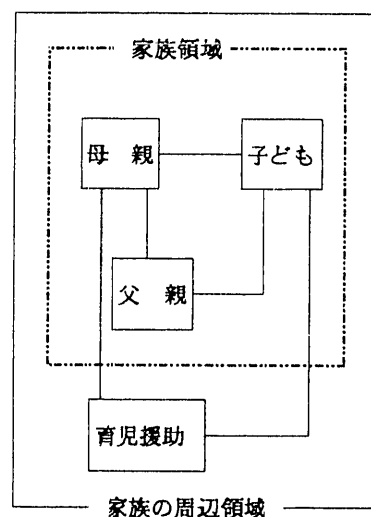 家族領域
母 親
子ども
父 親
育児援助
家族の周辺領域